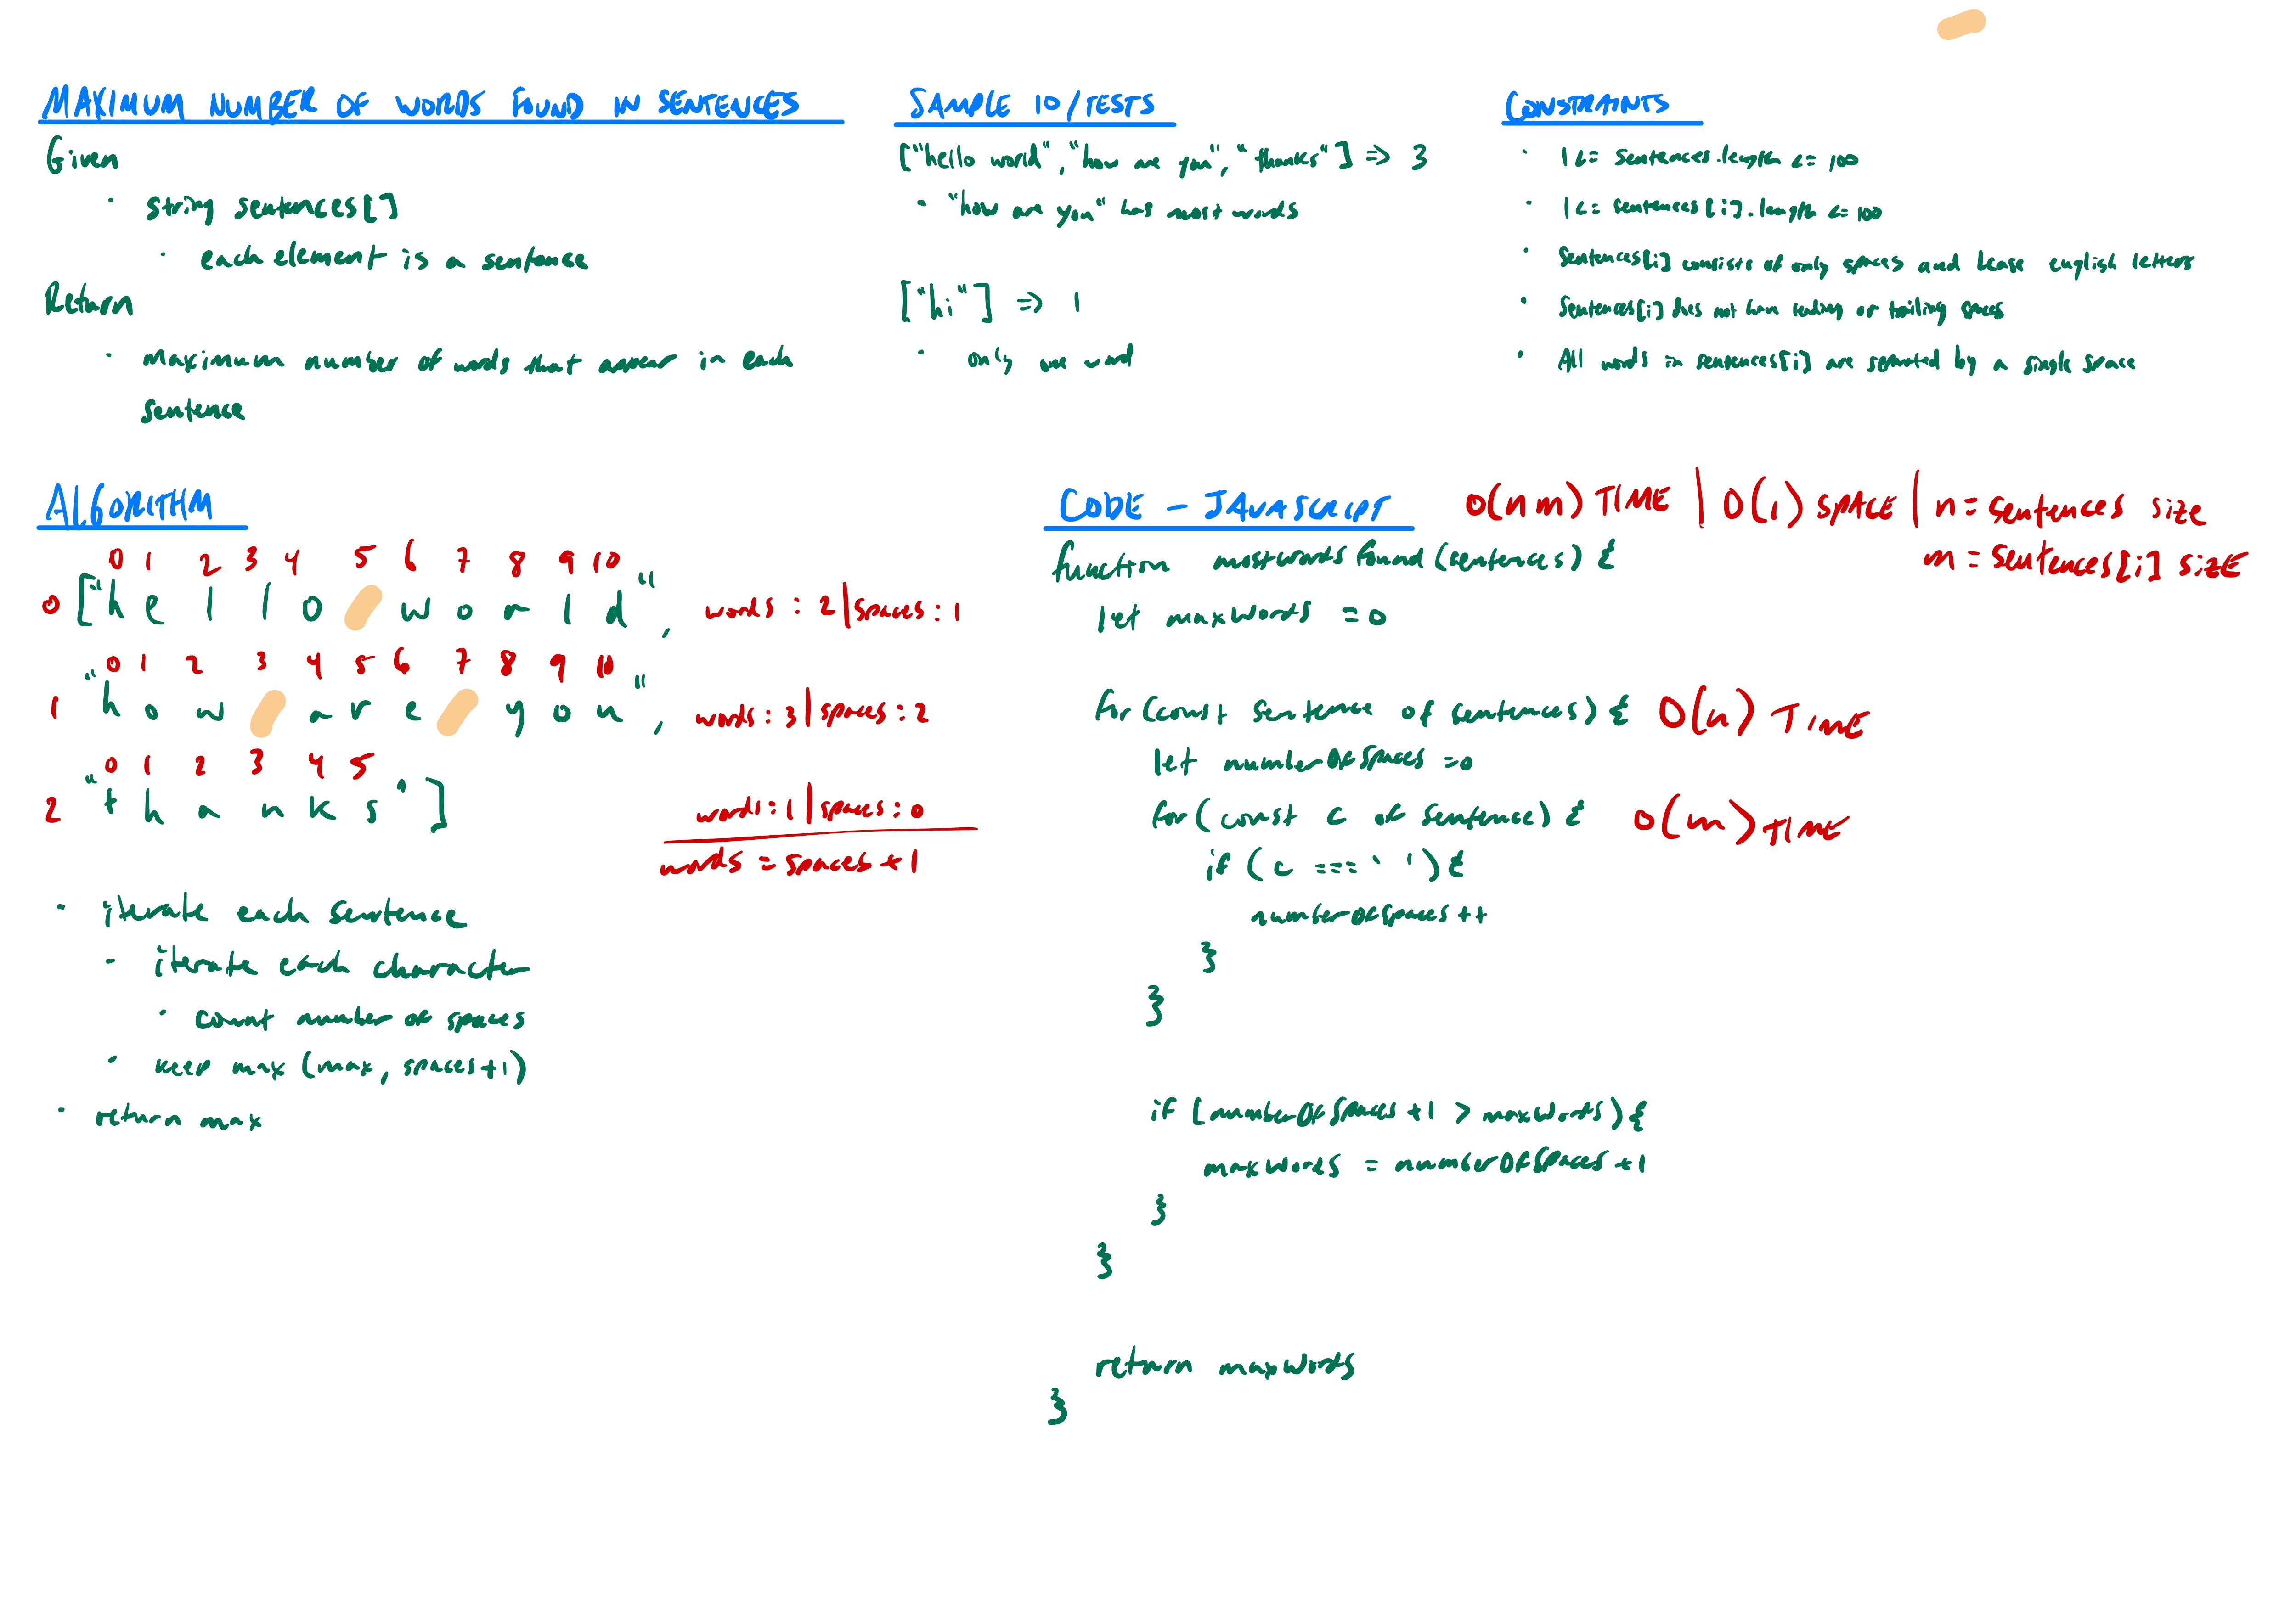 MAXIMUM NUMBER OF WORDS FOUND IN SENTENCES
Given
· string sentences[]
· each element is a sentence
Return
· maximum number of words that appear in each
sentence
SAMPLE IO/TESTS
["hello world", "how are you", "thanks"] => 3
· "how are you" has most words
["hi"] => 1
· only one word
CONSTRAINTS
· 1 <= sentences.length <= 100
· 1 <= sentences[i].length <= 100
· Sentences[i] consists of only spaces and lcase english letters
· Sentences[i] does not have leading or trailing spaces
· All words in sentences[i] are separated by a single space
ALGORITHM
0 1 2 3 4 5 6 7 8 9 10
0 ["hello world", words : 2 | spaces : 1
0 1 2 3 4 5 6 7 8 9 10
1 "how are you", words : 3 | spaces : 2
0 1 2 3 4 5
2 "thanks"] words : 1 | spaces : 0
words = spaces + 1
· iterate each sentence
- iterate each character
· count number of spaces
· keep max (max, spaces+1)
· return max
CODE - JAVASCRIPT O(nm) TIME | O(1) SPACE | n = sentences size
m = sentences[i] size
function mostWordsFound (sentences) {
let maxWords = 0
for (const sentence of sentences) { O(n) TIME
let numberOfSpaces = 0
for (const c of sentence) { O(m) TIME
if (c === ' ') {
numberOfSpaces ++
}
}
if (numberOfSpaces +1 > maxWords) {
maxWords = numberOfSpaces +1
}
}
return maxWords
}